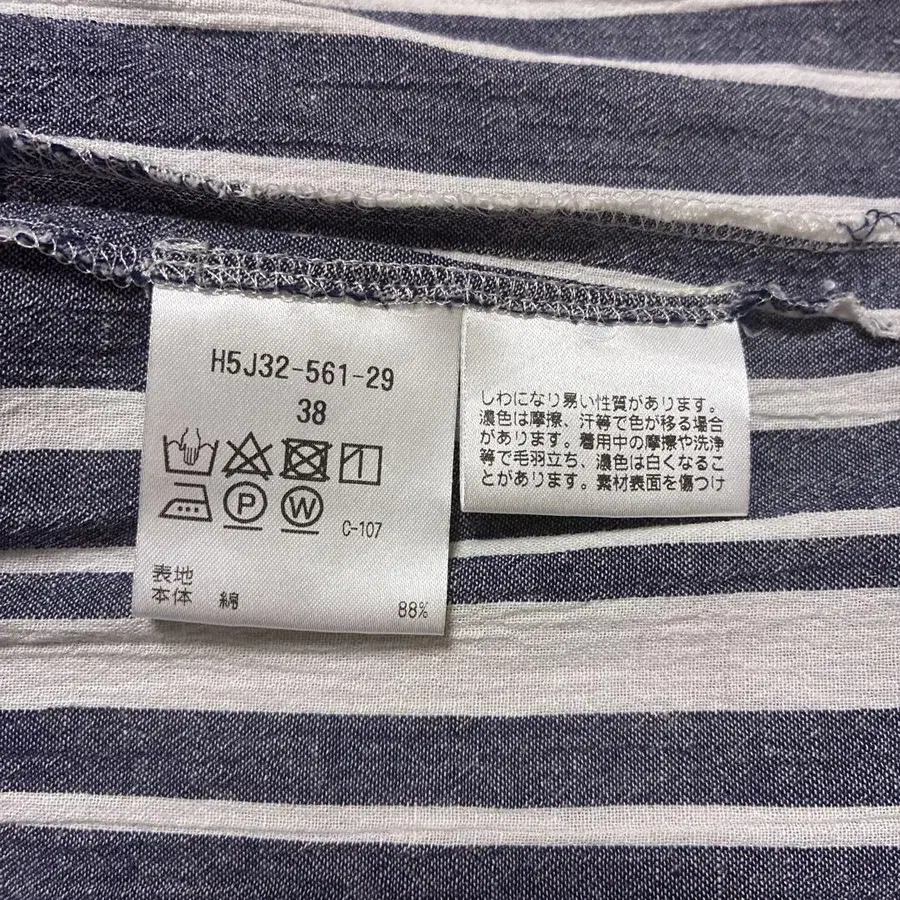 H5J32-561-29
38
P W
C-107
表地
本体 綿 88%
しわになり易い性質があります。
濃色は摩擦、汗等で色が移る場合
があります。着用中の摩擦や洗浄
等で毛羽立ち、濃色は白くなるこ
とがあります。素材表面を傷つけ